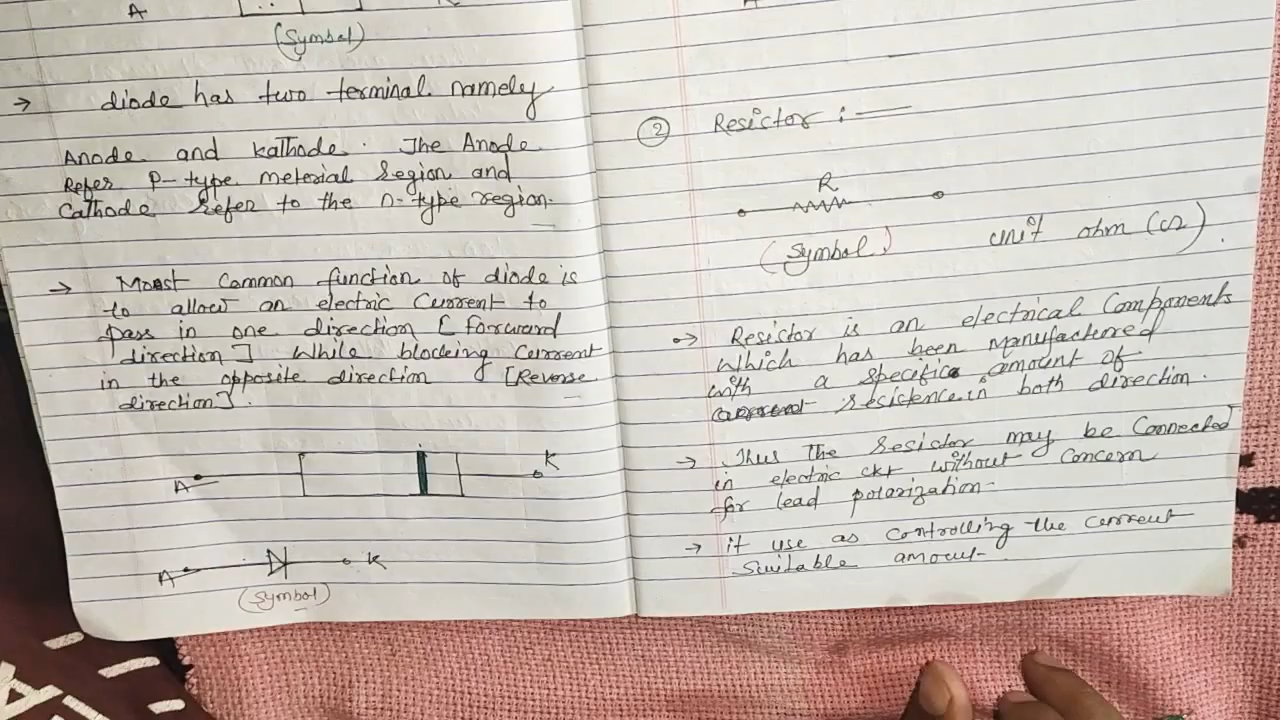 A
(Symbol)
→ diode has two terminal namely
Anode and kathode. The Anode
Refer P-type meterial region and
Cathode refer to the n-type region.
→ Most Common function of diode is
to allow an electric current to
pass in one direction [forward
direction] While blocking current
in the opposite direction [Reverse
direction].
A K
A K
(Symbol)
② Resistor :—
R
(Symbol) unit ohm (Ω).
→ Resistor is an electrical Components
Which has been manufactured
with a specific amount of
resistence in both direction.
→ Thus The resistor may be Connected
in electric ckt without Concern
for lead polarization-
→ it use as controlling the current
Suitable amout-